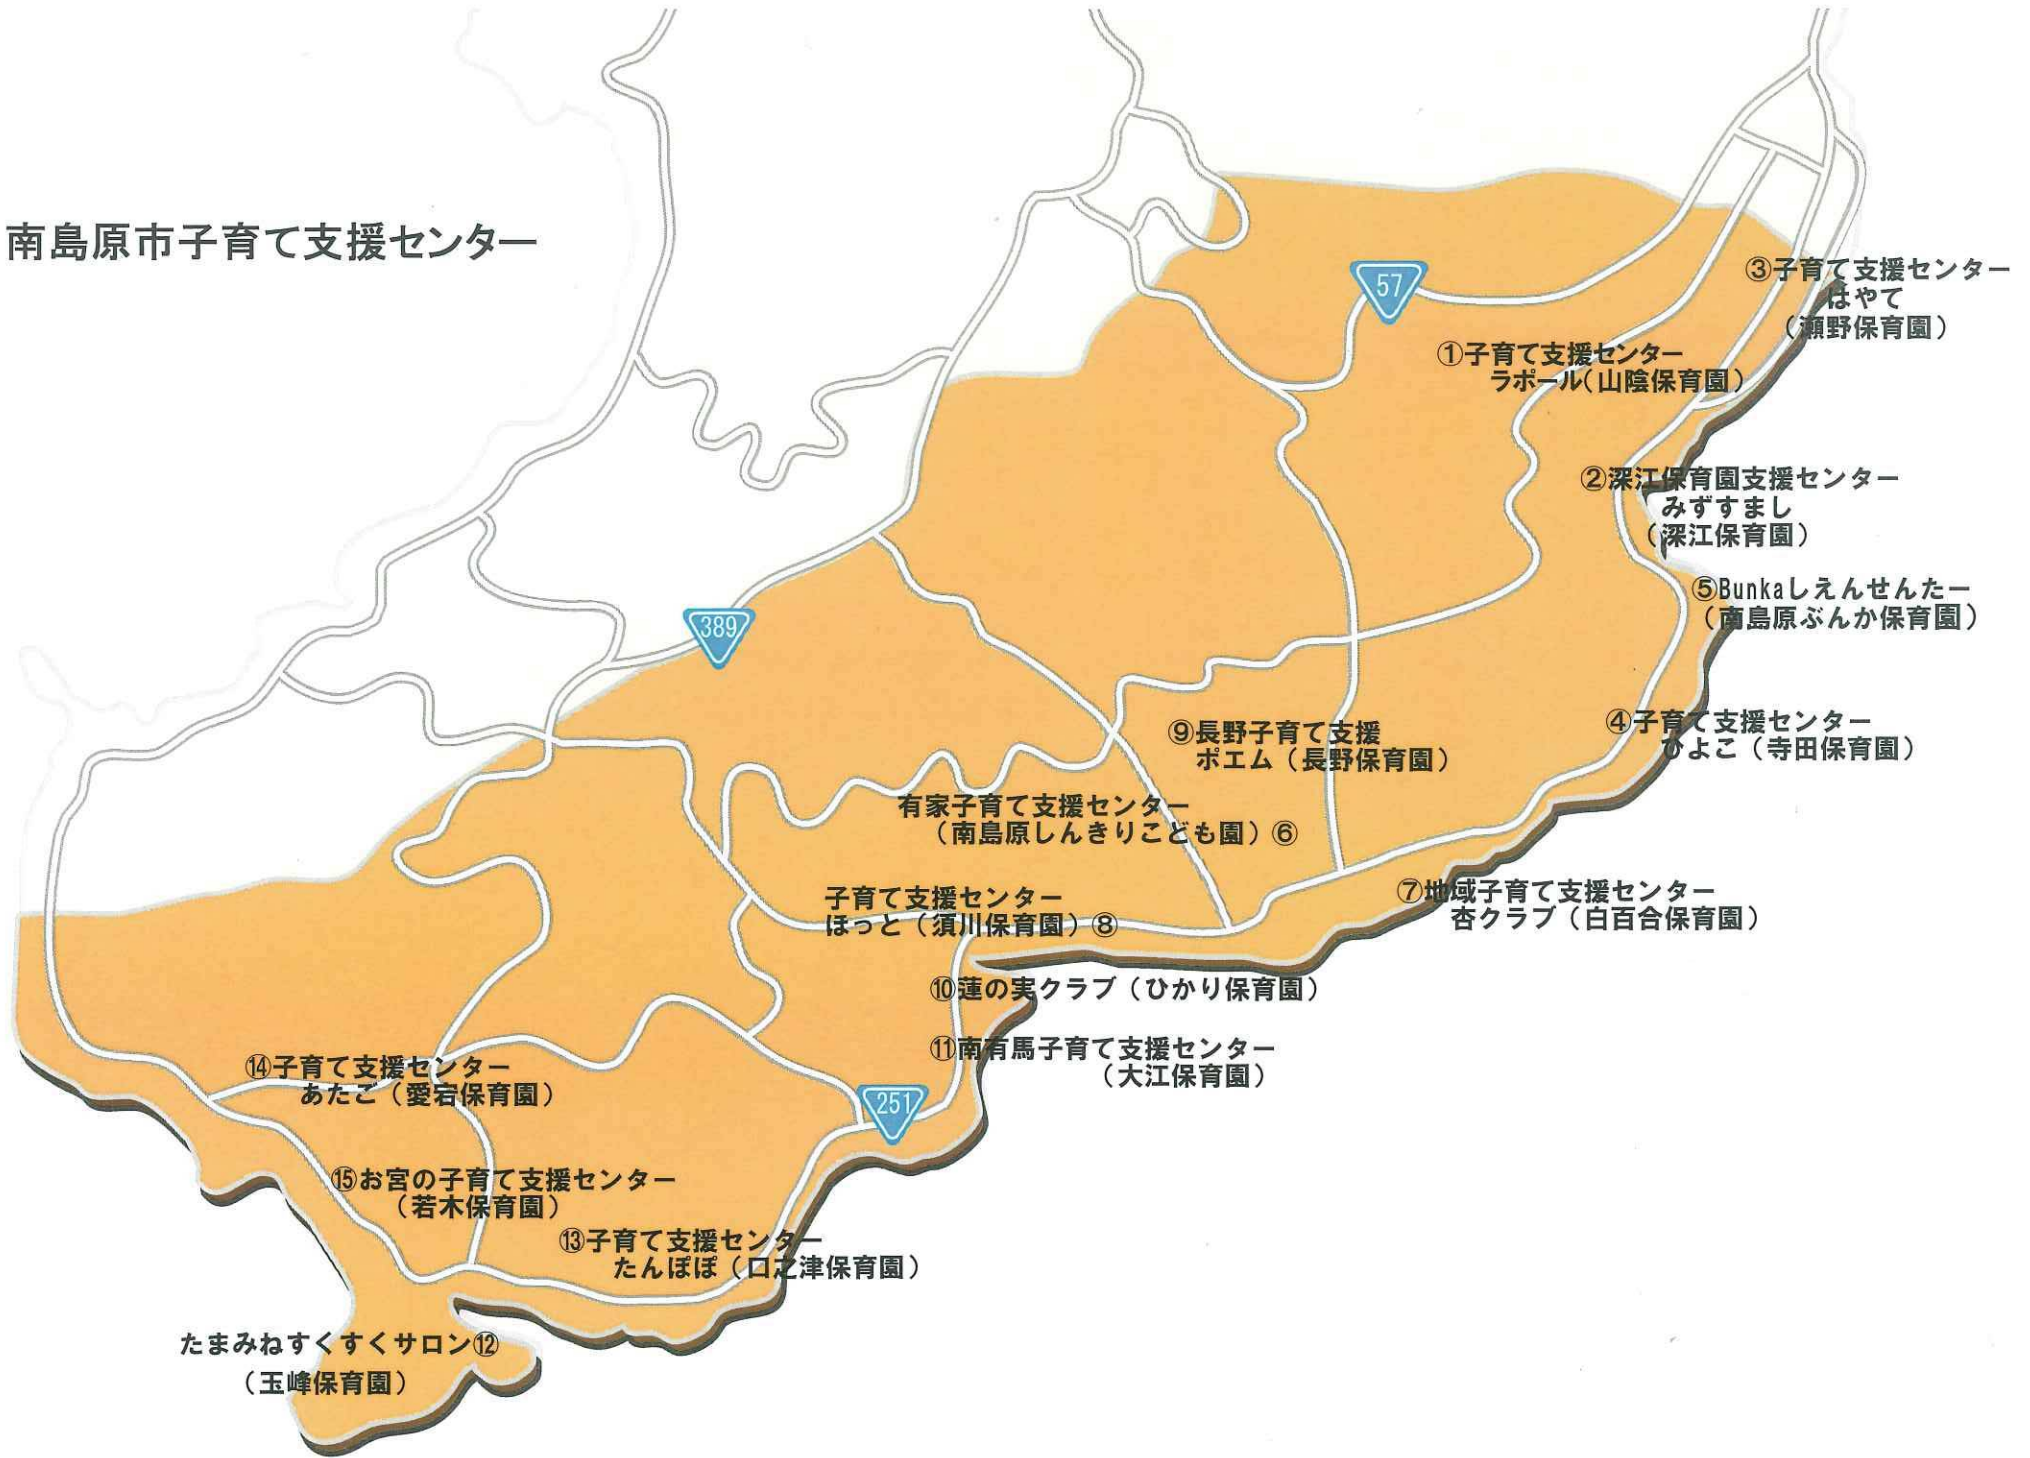 南島原市子育て支援センター
57
③子育て支援センター
はやて
（瀬野保育園）
①子育て支援センター
ラポール（山陰保育園）
②深江保育園支援センター
みずすまし
（深江保育園）
⑤Bunkaしえんせんたー
（南島原ぶんか保育園）
389
④子育て支援センター
ひよこ（寺田保育園）
⑨長野子育て支援
ポエム（長野保育園）
有家子育て支援センター
（南島原しんきりこども園）⑥
⑦地域子育て支援センター
杏クラブ（白百合保育園）
子育て支援センター
ほっと（須川保育園）⑧
⑩蓮の実クラブ（ひかり保育園）
⑪南有馬子育て支援センター
（大江保育園）
251
⑭子育て支援センター
あたご（愛宕保育園）
⑮お宮の子育て支援センター
（若木保育園）
⑬子育て支援センター
たんぽぽ（口之津保育園）
たまみねすくすくサロン⑫
（玉峰保育園）